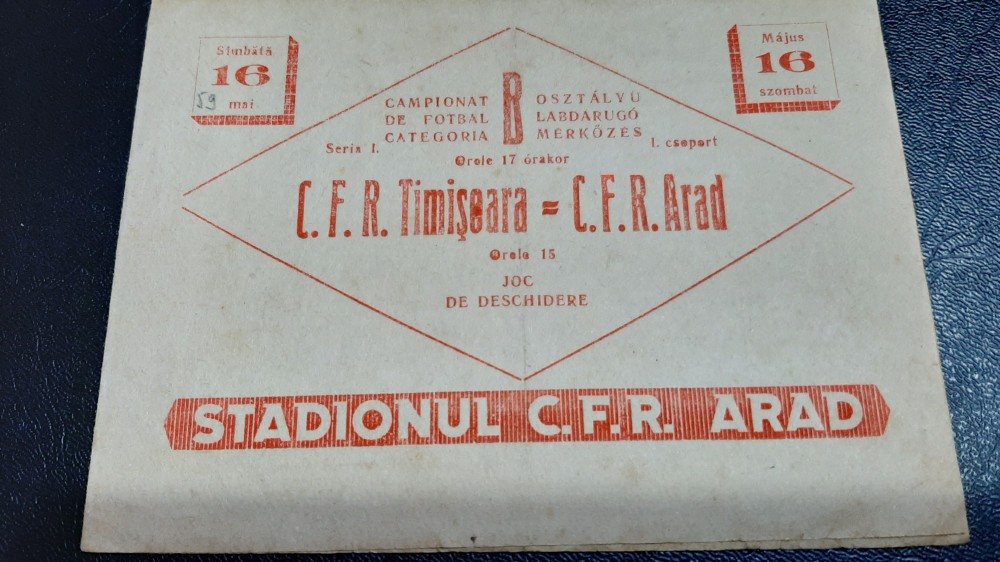 Sîmbătă
16
mai
59
Május
16
szombat
CAMPIONAT
DE FOTBAL
CATEGORIA
B
OSZTÁLYU
LABDARUGÓ
MÉRKŐZÉS
Seria I.
I. csoport
Orele 17 órakor
C. F. R. Timişoara = C. F. R. Arad
Orele 15
JOC
DE DESCHIDERE
STADIONUL C.F.R. ARAD